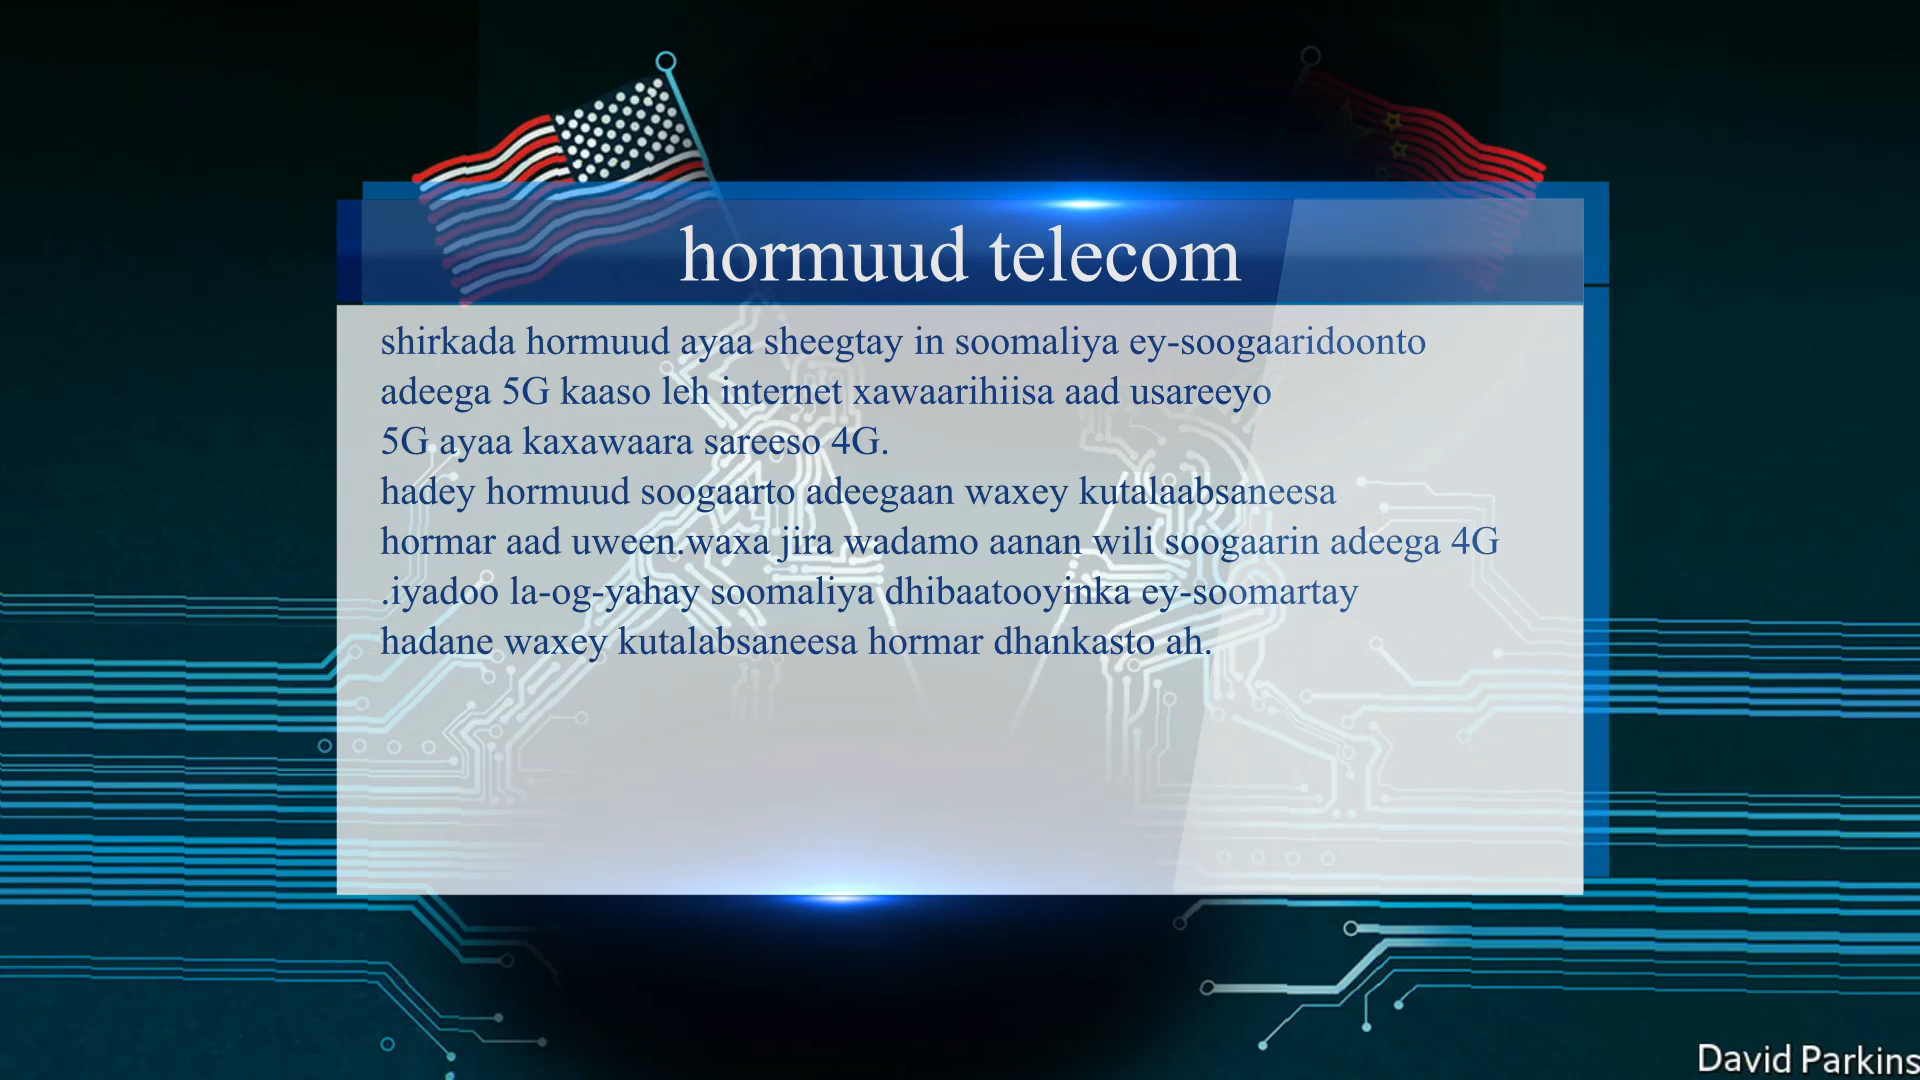 hormuud telecom
shirkada hormuud ayaa sheegtay in soomaliya ey-soogaaridoonto
adeega 5G kaaso leh internet xawaarihiisa aad usareeyo
5G ayaa kaxawaara sareeso 4G.
hadey hormuud soogaarto adeegaan waxey kutalaabsaneesa
hormar aad uween.waxa jira wadamo aanan wili soogaarin adeega 4G
.iyadoo la-og-yahay soomaliya dhibaatooyinka ey-soomartay
hadane waxey kutalabsaneesa hormar dhankasto ah.
David Parkins